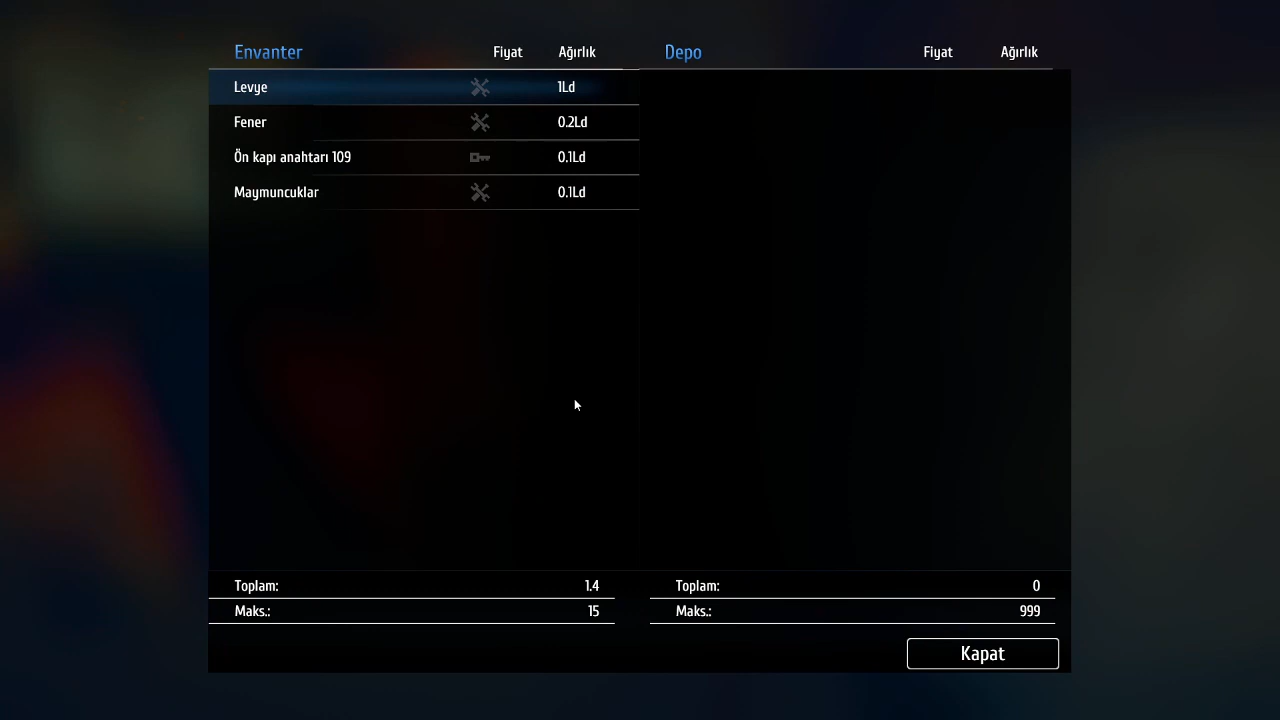 Envanter Fiyat Ağırlık Depo Fiyat Ağırlık
Levye 1Ld
Fener 0.2Ld
Ön kapı anahtarı 109 0.1Ld
Maymuncuklar 0.1Ld
Toplam: 1.4 Toplam: 0
Maks.: 15 Maks.: 999
Kapat